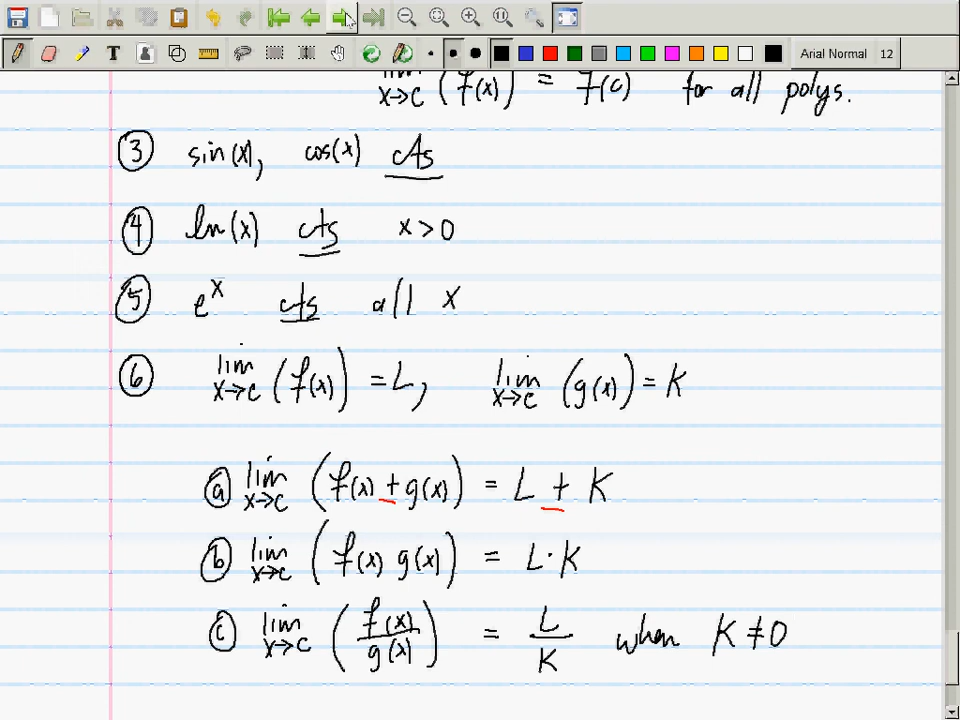 T
Arial Normal 12
lim x→c (f(x)) = f(c) for all polys.
③ sin(x), cos(x) cts
④ ln(x) cts x>0
⑤ e^x cts all x
⑥ lim x→c (f(x)) = L, lim x→c (g(x)) = K
ⓐ lim x→c (f(x) + g(x)) = L + K
ⓑ lim x→c (f(x) g(x)) = L·K
ⓒ lim x→c (f(x)/g(x)) = L/K when K≠0